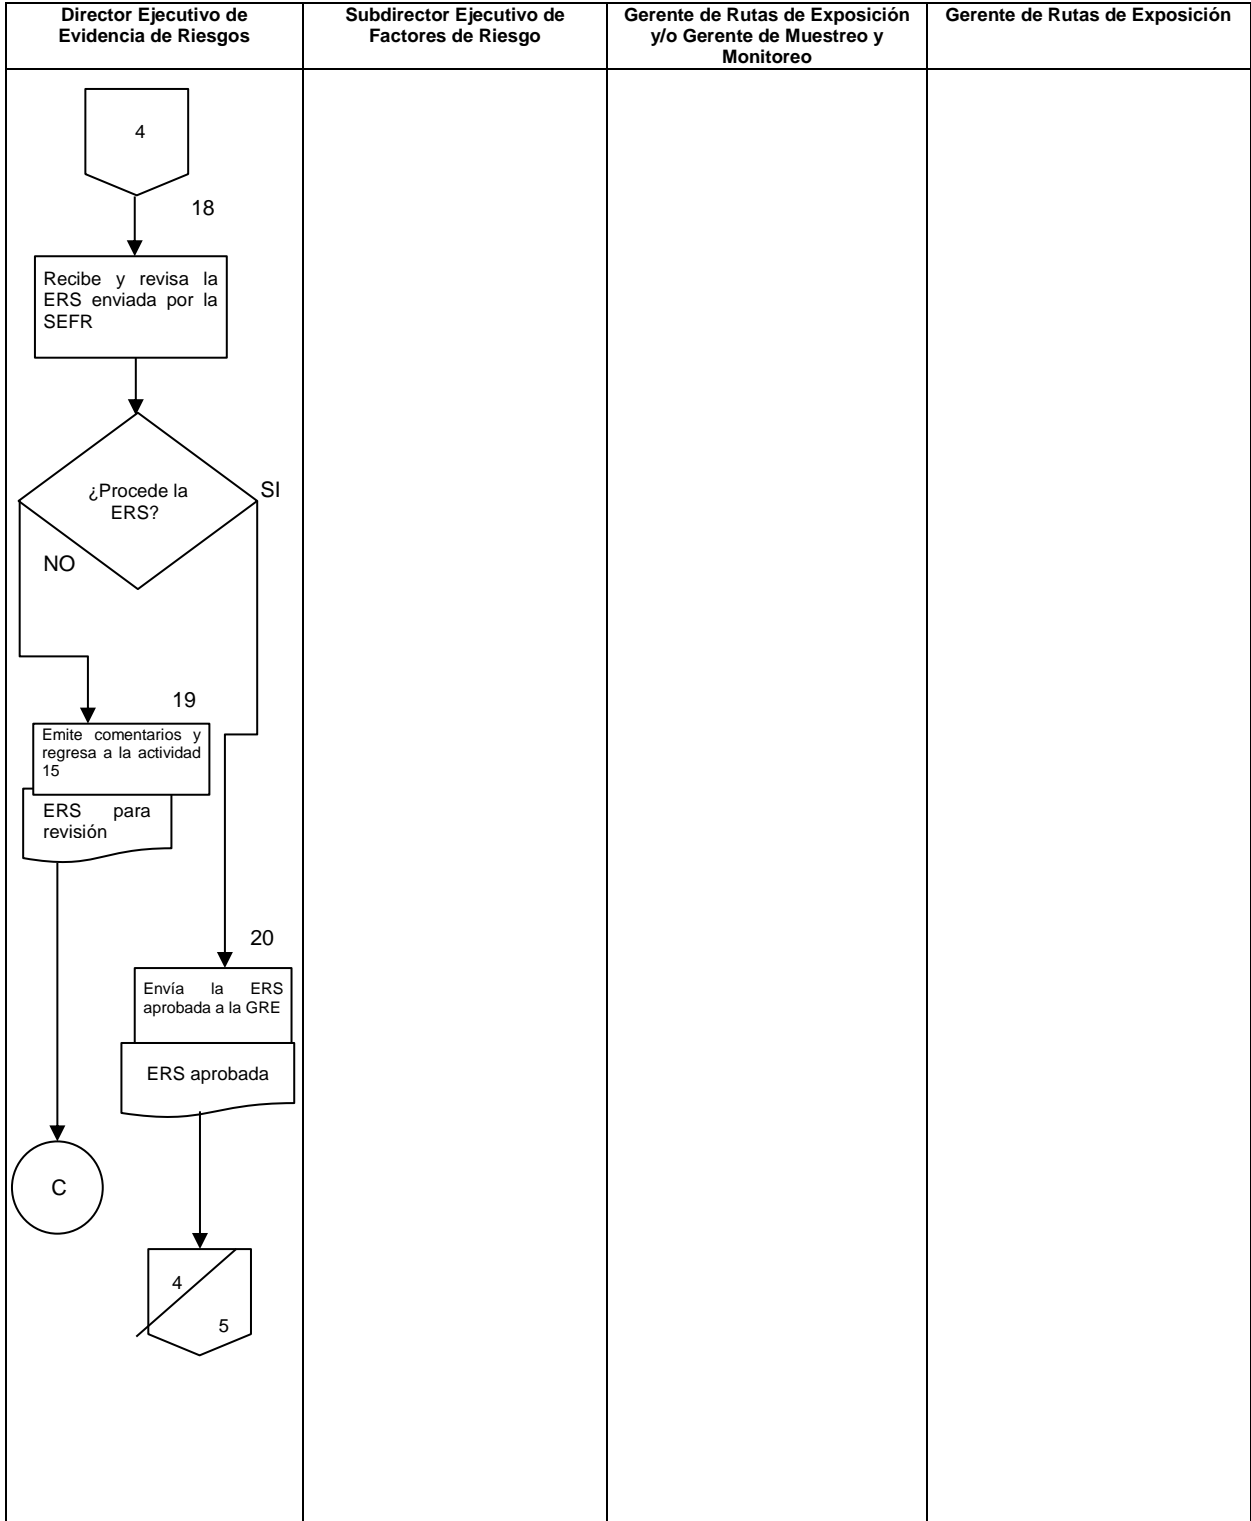 Director Ejecutivo de
Evidencia de Riesgos
Subdirector Ejecutivo de
Factores de Riesgo
Gerente de Rutas de Exposición
y/o Gerente de Muestreo y
Monitoreo
Gerente de Rutas de Exposición
4
18
Recibe y revisa la
ERS enviada por la
SEFR
¿Procede la
ERS?
SI
NO
19
Emite comentarios y
regresa a la actividad
15
ERS para
revisión
20
Envía la ERS
aprobada a la GRE
ERS aprobada
C
4
5